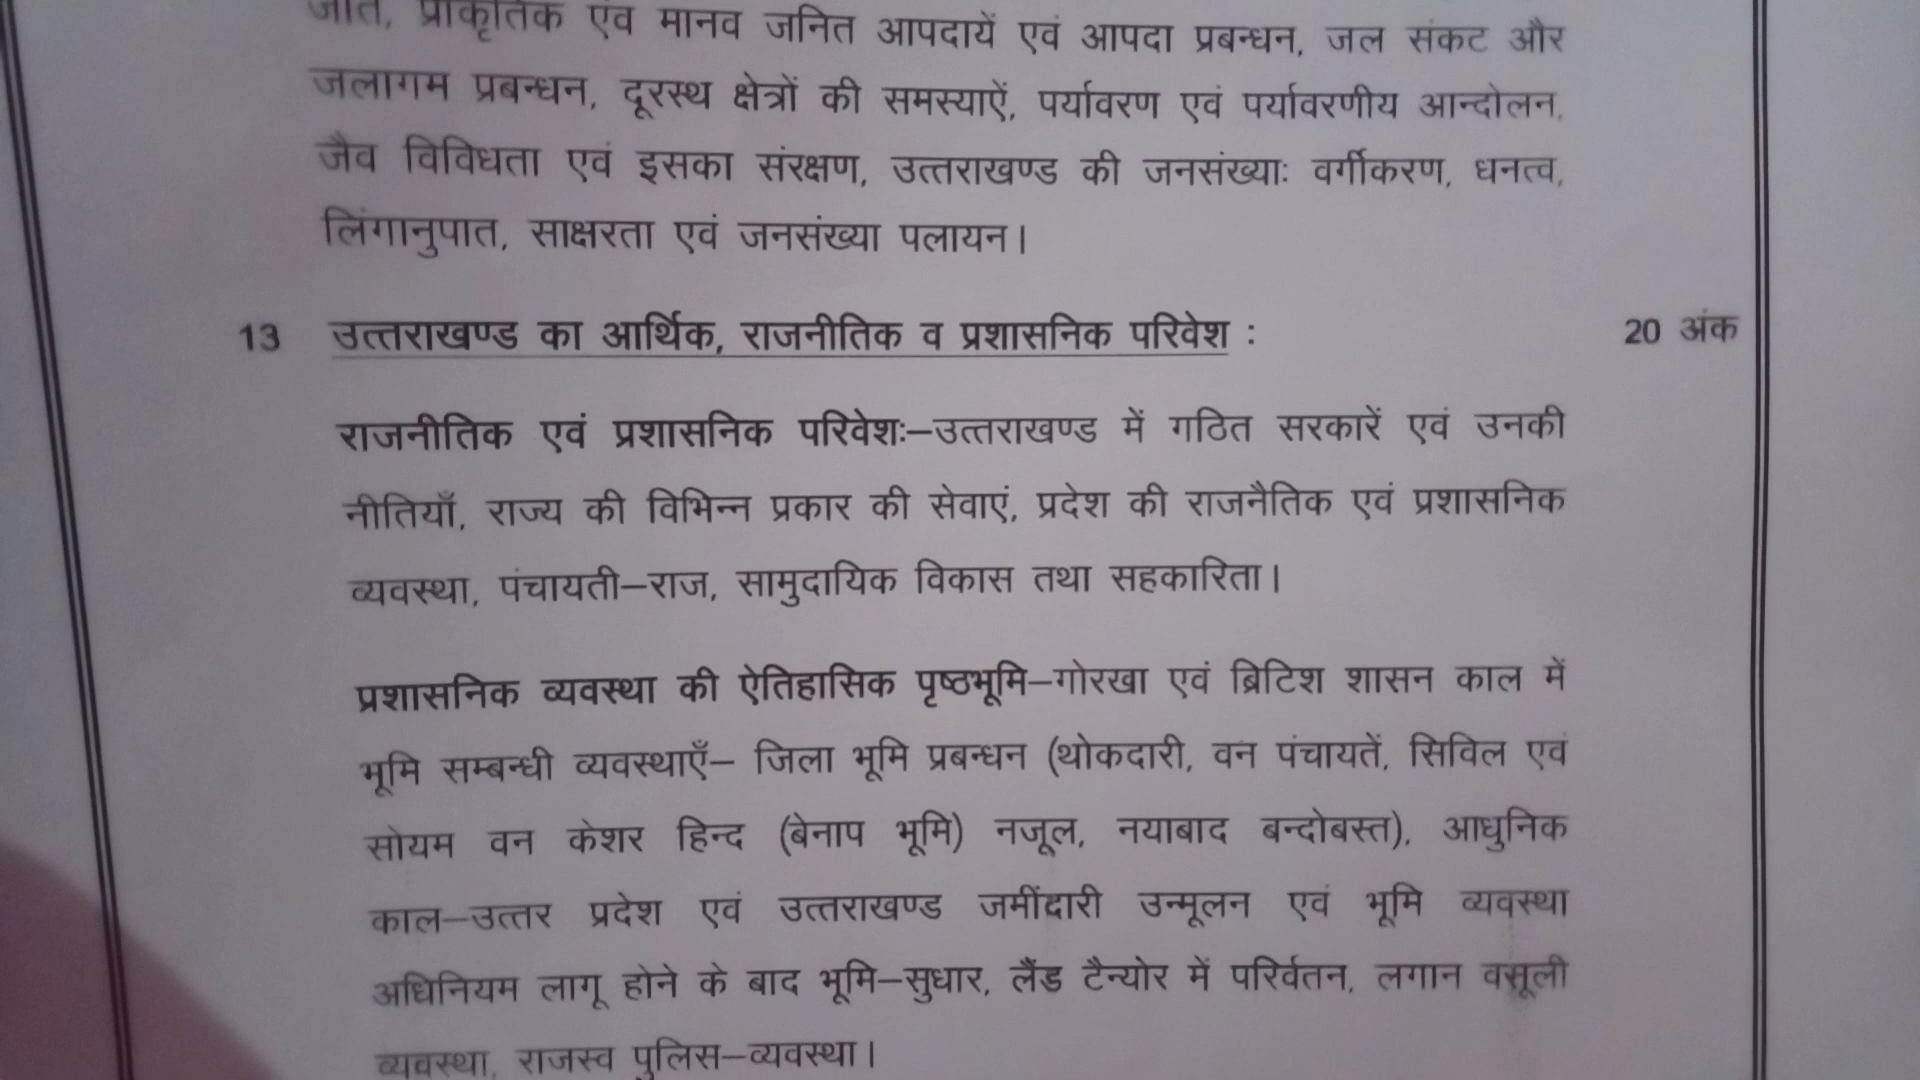 जाति, प्राकृतिक एंव मानव जनित आपदायें एवं आपदा प्रबन्धन, जल संकट और
जलागम प्रबन्धन, दूरस्थ क्षेत्रों की समस्याऐं, पर्यावरण एवं पर्यावरणीय आन्दोलन,
जैव विविधता एवं इसका संरक्षण, उत्तराखण्ड की जनसंख्याः वर्गीकरण, धनत्व,
लिंगानुपात, साक्षरता एवं जनसंख्या पलायन।
13 उत्तराखण्ड का आर्थिक, राजनीतिक व प्रशासनिक परिवेश : 20 अंक
राजनीतिक एवं प्रशासनिक परिवेशः–उत्तराखण्ड में गठित सरकारें एवं उनकी
नीतियाँ, राज्य की विभिन्न प्रकार की सेवाएं, प्रदेश की राजनैतिक एवं प्रशासनिक
व्यवस्था, पंचायती–राज, सामुदायिक विकास तथा सहकारिता।
प्रशासनिक व्यवस्था की ऐतिहासिक पृष्ठभूमि–गोरखा एवं ब्रिटिश शासन काल में
भूमि सम्बन्धी व्यवस्थाएँ– जिला भूमि प्रबन्धन (थोकदारी, वन पंचायतें, सिविल एवं
सोयम वन केशर हिन्द (बेनाप भूमि) नजूल, नयाबाद बन्दोबस्त), आधुनिक
काल–उत्तर प्रदेश एवं उत्तराखण्ड जमींदारी उन्मूलन एवं भूमि व्यवस्था
अधिनियम लागू होने के बाद भूमि–सुधार, लैंड टैन्योर में परिर्वतन, लगान वसूली
व्यवस्था, राजस्व पुलिस–व्यवस्था।